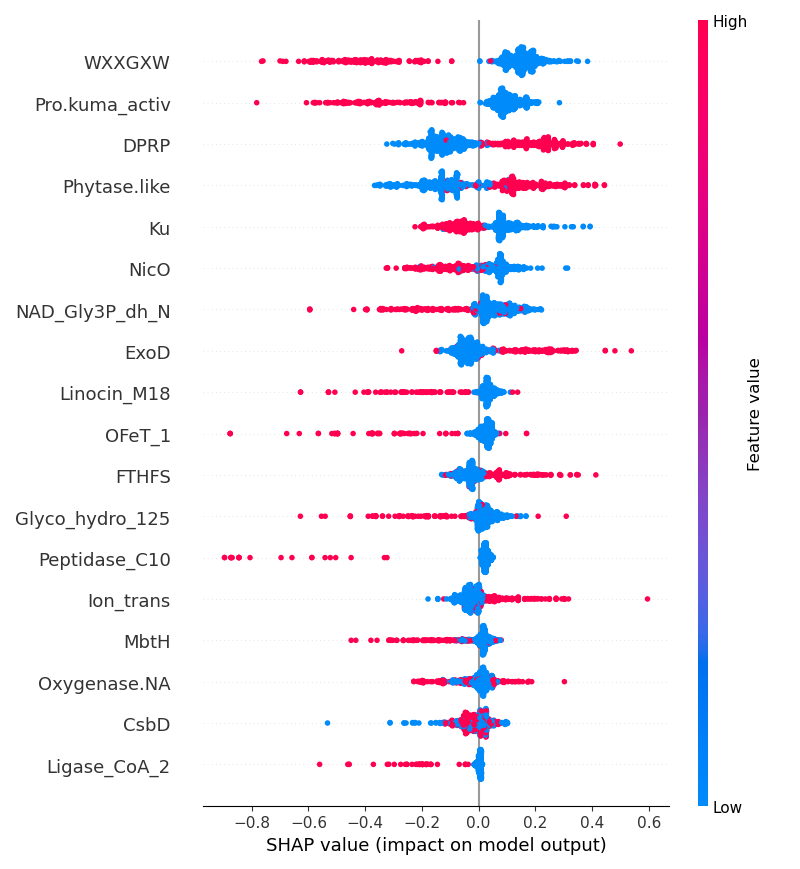 High
WXXGXW
Pro.kuma_activ
DPRP
Phytase.like
Ku
NicO
NAD_Gly3P_dh_N
ExoD
Linocin_M18
OFeT_1
FTHFS
Glyco_hydro_125
Peptidase_C10
Ion_trans
MbtH
Oxygenase.NA
CsbD
Ligase_CoA_2
Feature value
Low
−0.8 −0.6 −0.4 −0.2 0.0 0.2 0.4 0.6
SHAP value (impact on model output)